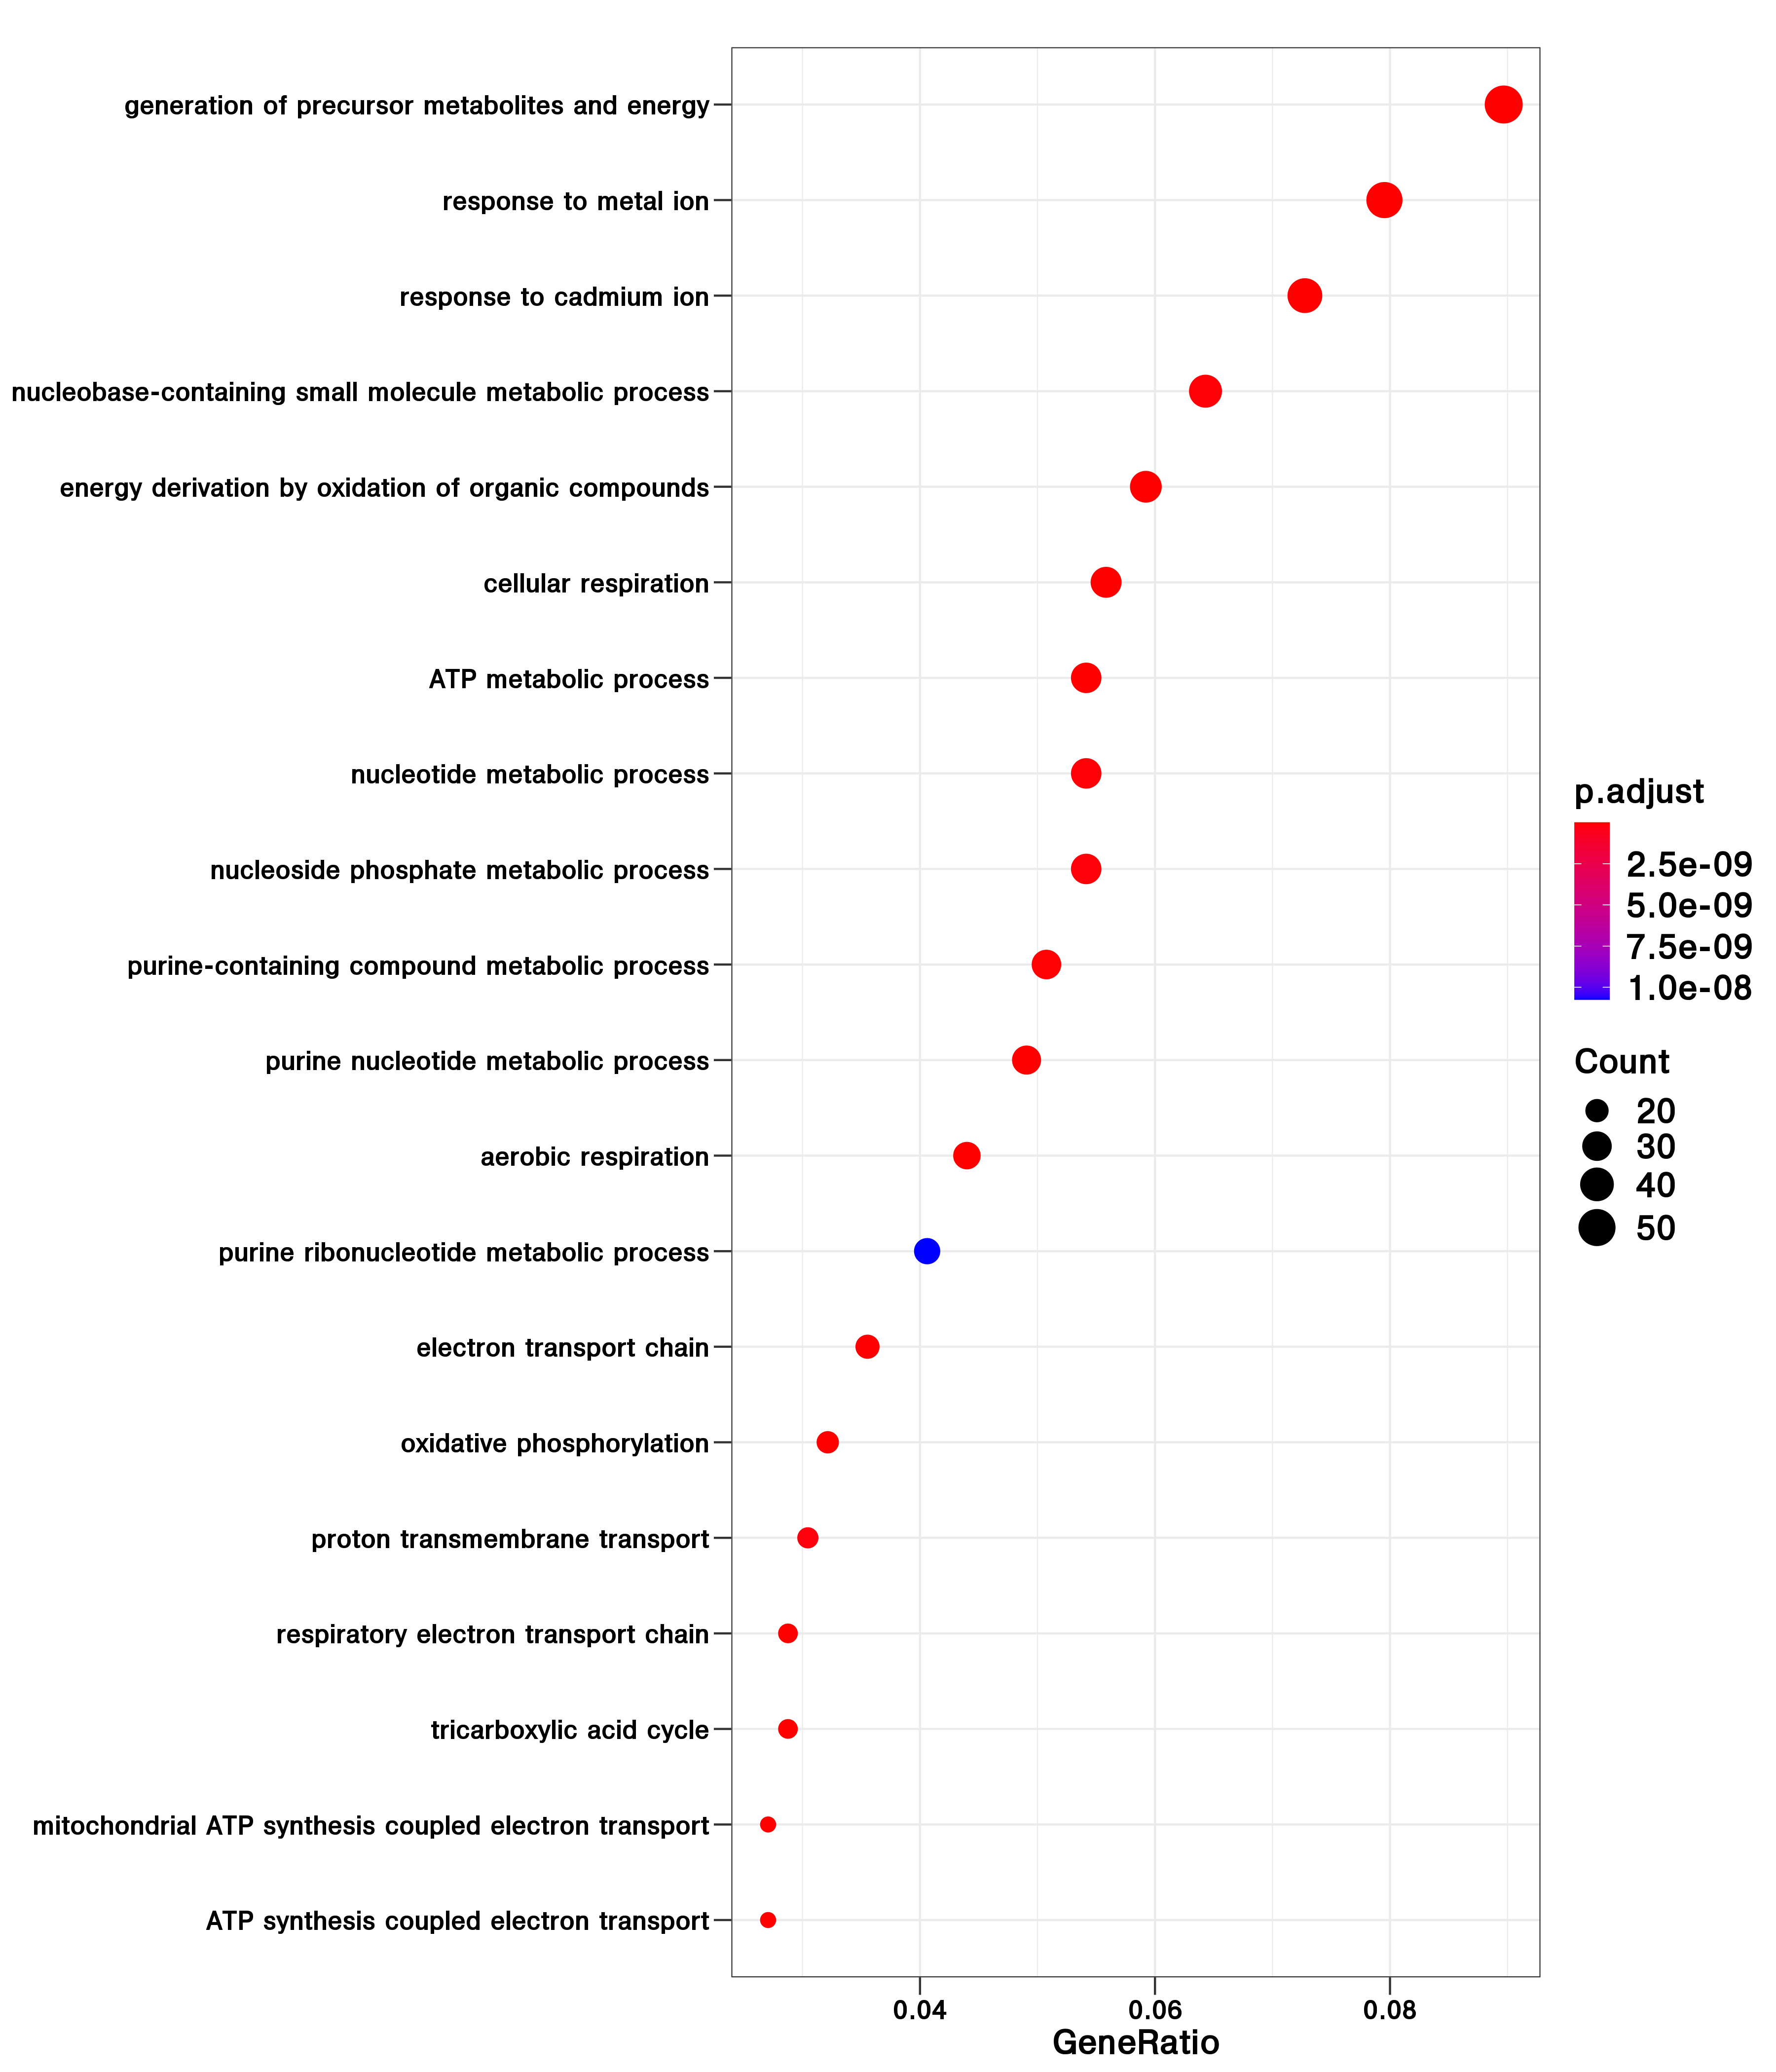 generation of precursor metabolites and energy
response to metal ion
response to cadmium ion
nucleobase-containing small molecule metabolic process
energy derivation by oxidation of organic compounds
cellular respiration
ATP metabolic process
nucleotide metabolic process
nucleoside phosphate metabolic process
purine-containing compound metabolic process
purine nucleotide metabolic process
aerobic respiration
purine ribonucleotide metabolic process
electron transport chain
oxidative phosphorylation
proton transmembrane transport
respiratory electron transport chain
tricarboxylic acid cycle
mitochondrial ATP synthesis coupled electron transport
ATP synthesis coupled electron transport
0.04 0.06 0.08
GeneRatio
p.adjust
2.5e-09
5.0e-09
7.5e-09
1.0e-08
Count
20
30
40
50